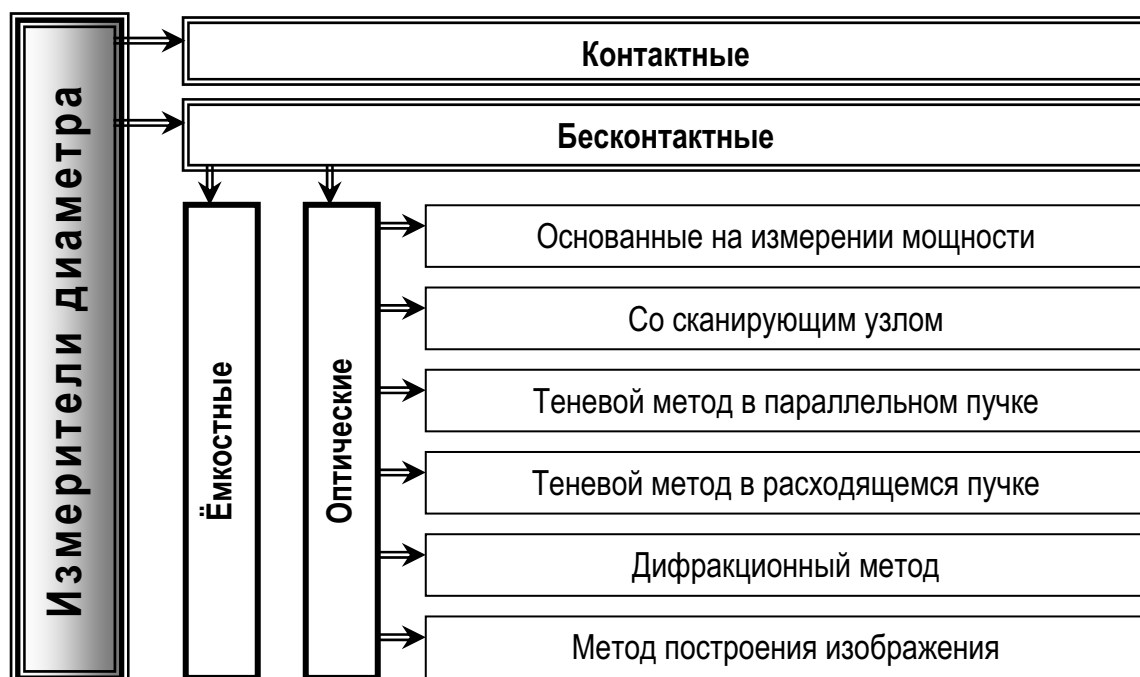 Измерители диаметра
Контактные
Бесконтактные
Ёмкостные
Оптические
Основанные на измерении мощности
Со сканирующим узлом
Теневой метод в параллельном пучке
Теневой метод в расходящемся пучке
Дифракционный метод
Метод построения изображения